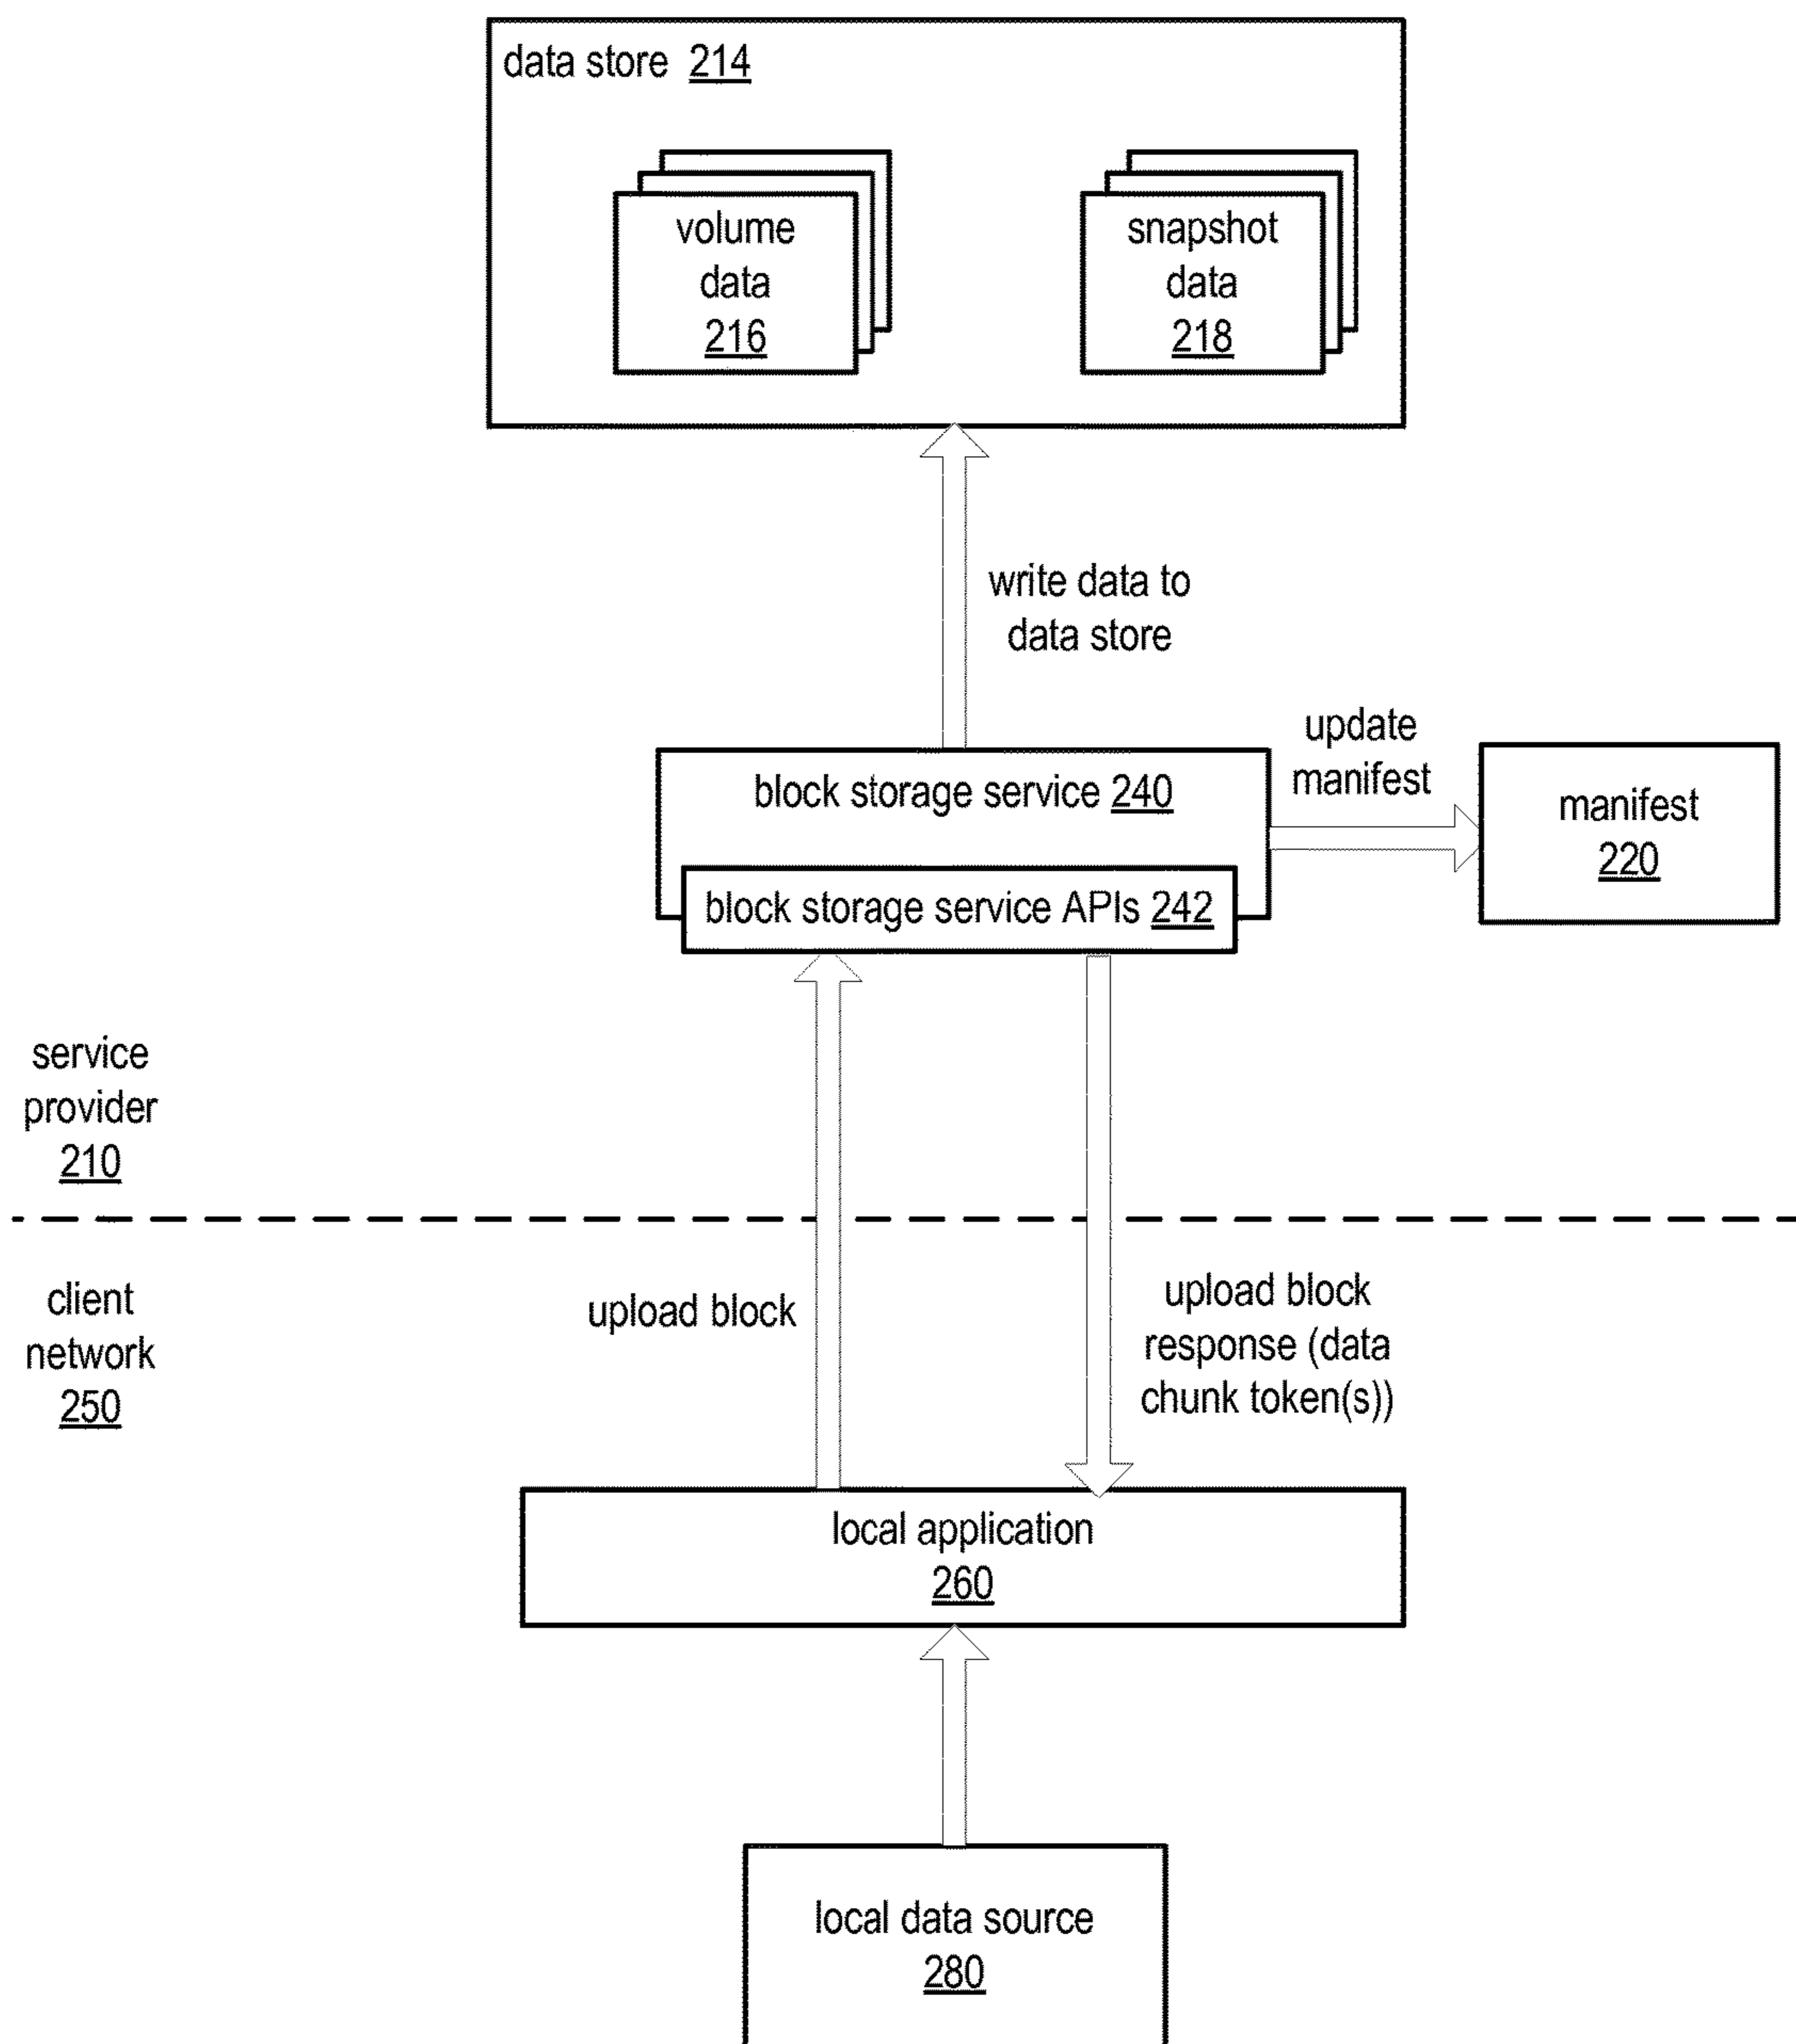 data store 214
volume
data
216
snapshot
data
218
write data to
data store
update
manifest
block storage service 240
manifest
220
block storage service APIs 242
service
provider
210
client
network
250
upload block
upload block
response (data
chunk token(s))
local application
260
local data source
280